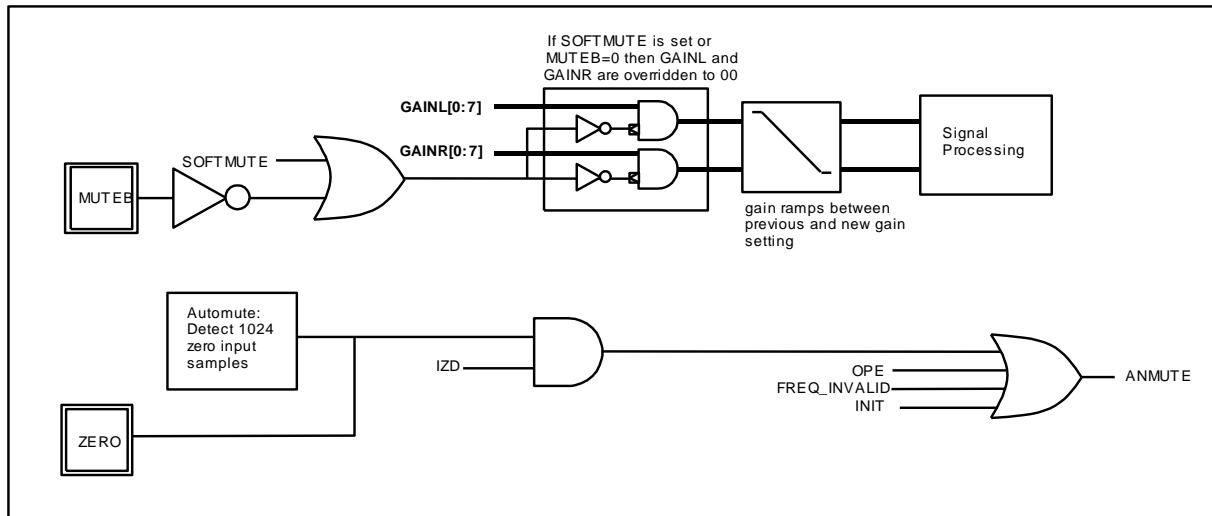 If SOFTMUTE is set or
MUTEB=0 then GAINL and
GAINR are overridden to 00
GAINL[0:7]
GAINR[0:7]
SOFTMUTE
MUTEB
Signal
Processing
gain ramps between
previous and new gain
setting
Automute:
Detect 1024
zero input
samples
IZD
OPE
FREQ_INVALID
INIT
ANMUTE
ZERO